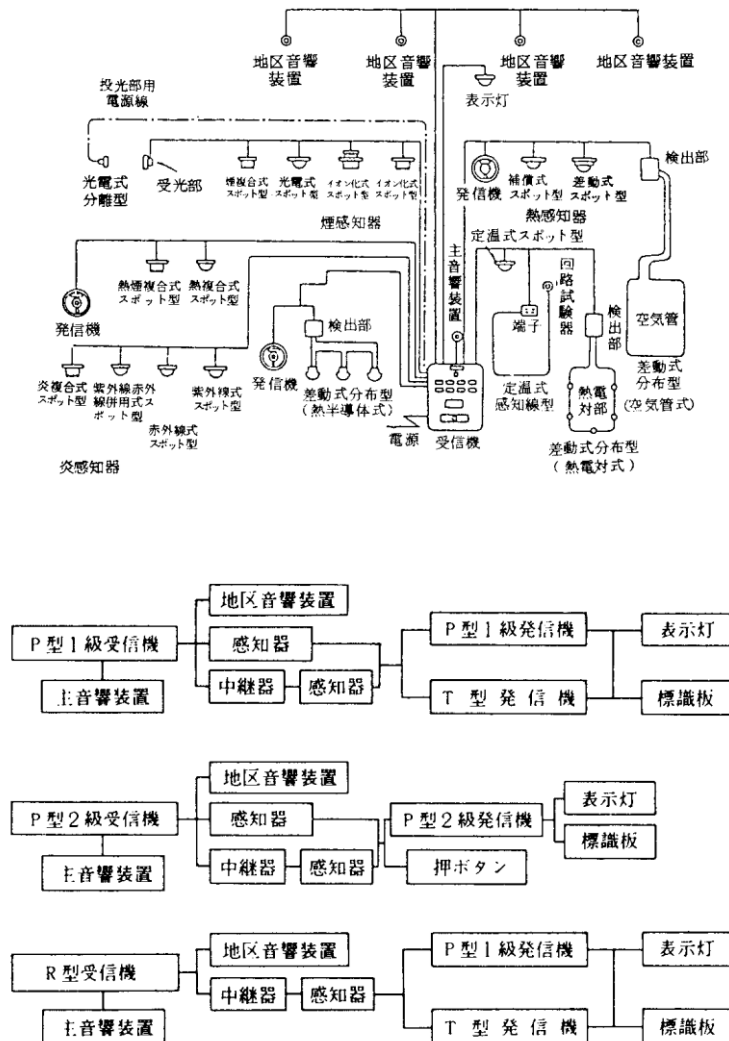 地区音響
装置
地区音響
装置
地区音響
装置
地区音響装置
表示灯
投光部用
電源線
光電式
分離型
受光部
煙複合式
スポット型
光電式
スポット型
イオン化式
スポット型
イオン化式
スポット型
煙感知器
発信機
補償式
スポット型
差動式
スポット型
検出部
熱感知器
定温式スポット型
主音響装置
回路試験器
発信機
熱煙複合式
スポット型
熱複合式
スポット型
発信機
検出部
差動式分布型
(熱半導体式)
端子
定温式
感知線型
検出部
熱電
対部
空気管
差動式
分布型
(空気管式)
差動式分布型
(熱電対式)
炎複合式
スポット型
紫外線赤外
線併用式ス
ポット型
赤外線式
スポット型
紫外線式
スポット型
炎感知器
電源
受信機
P型1級受信機
主音響装置
地区音響装置
感知器
中継器
感知器
P型1級発信機
T型発信機
表示灯
標識板
P型2級受信機
主音響装置
地区音響装置
感知器
中継器
感知器
P型2級発信機
押ボタン
表示灯
標識板
R型受信機
主音響装置
地区音響装置
中継器
感知器
P型1級発信機
T型発信機
表示灯
標識板